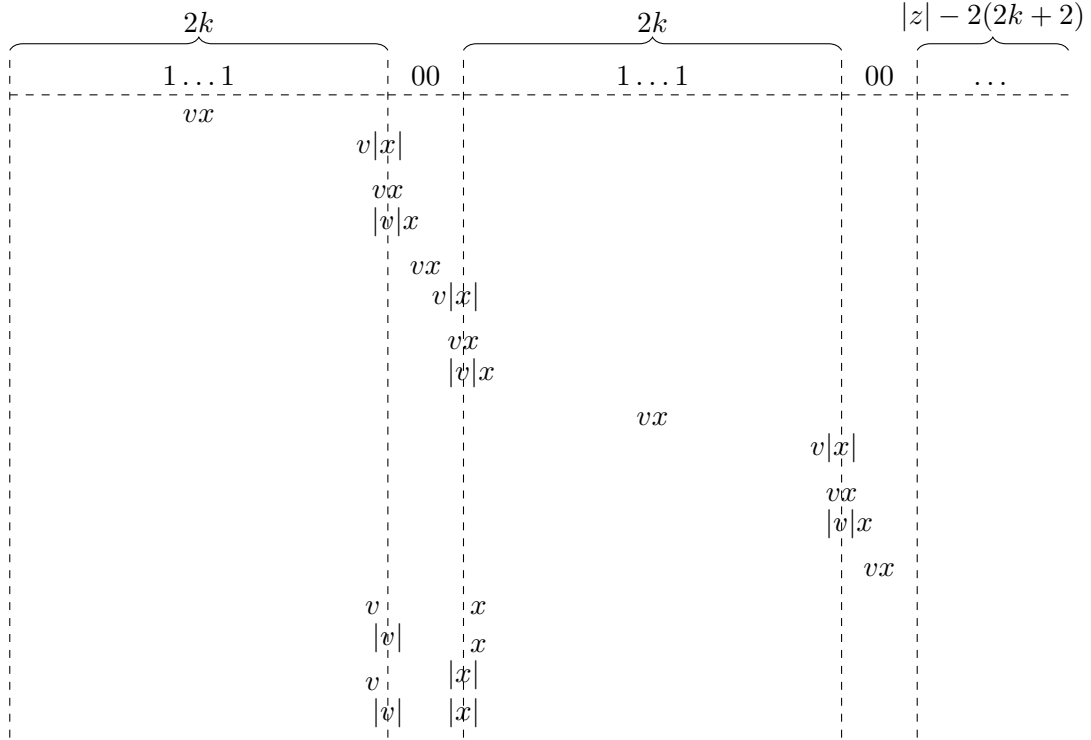 2k 2k |z| − 2(2k + 2)
1 . . . 1 00 1 . . . 1 00 . . .
vx
v|x|
vx
|v|x
vx
v|x|
vx
|v|x
vx
v|x|
vx
|v|x
vx
v x
|v| x
v |x|
|v| |x|